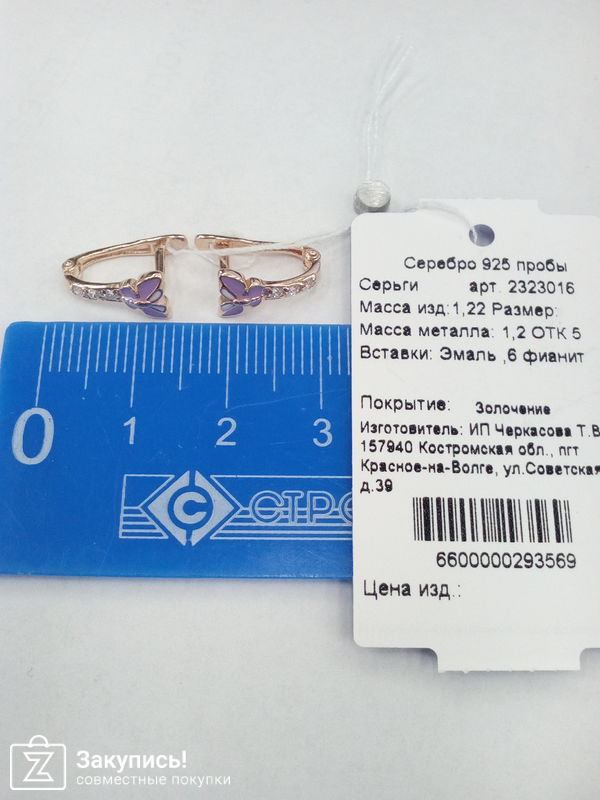 Серебро 925 пробы
Серьги арт. 2323016
Масса изд:1,22 Размер:
Масса металла: 1,2 ОТК 5
Вставки: Эмаль ,6 фианит
Покрытие: Золочение
Изготовитель: ИП Черкасова Т.В
157940 Костромская обл., пгт
Красное-на-Волге, ул.Советская
д.39
6600000293569
Цена изд.:
0 1 2 3
С СТР
Закупись!
совместные покупки